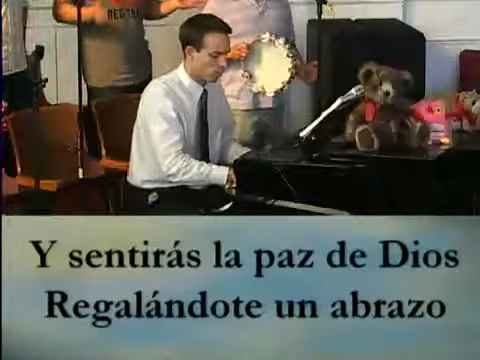 Y sentirás la paz de Dios
Regalándote un abrazo